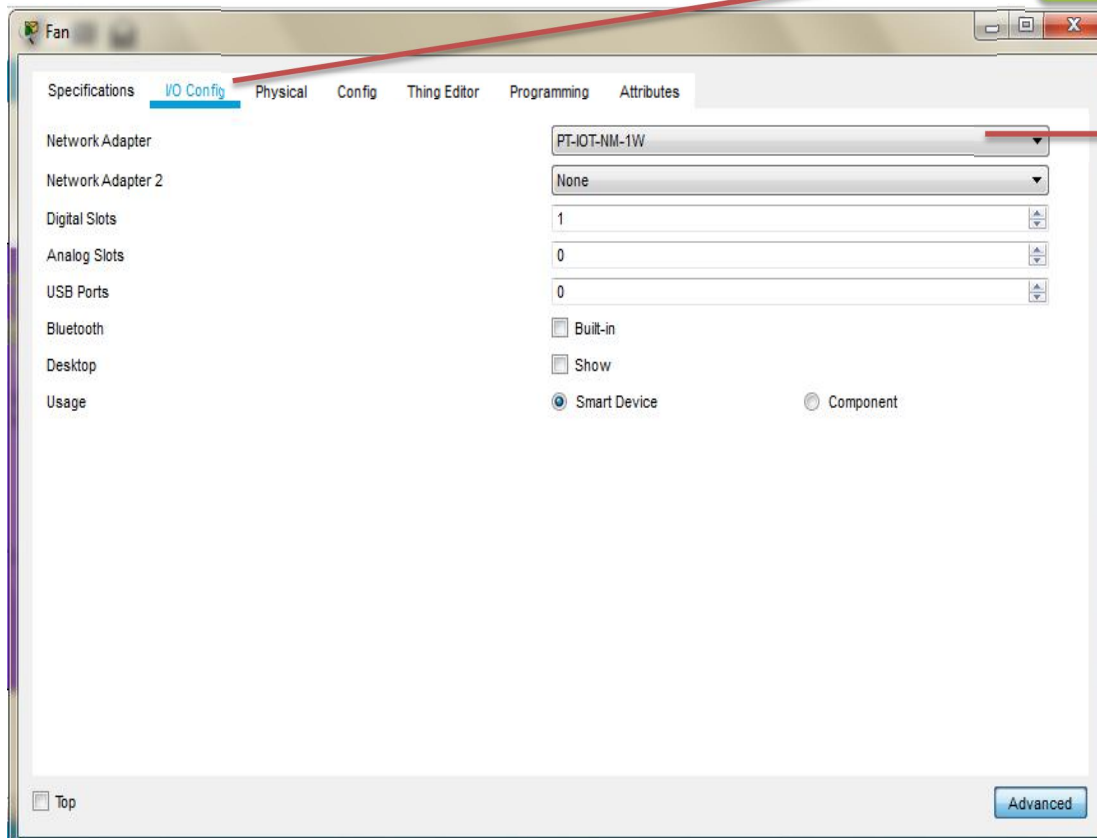 Fan
Specifications I/O Config Physical Config Thing Editor Programming Attributes
Network Adapter PT-IOT-NM-1W
Network Adapter 2 None
Digital Slots 1
Analog Slots 0
USB Ports 0
Bluetooth Built-in
Desktop Show
Usage Smart Device Component
Top Advanced